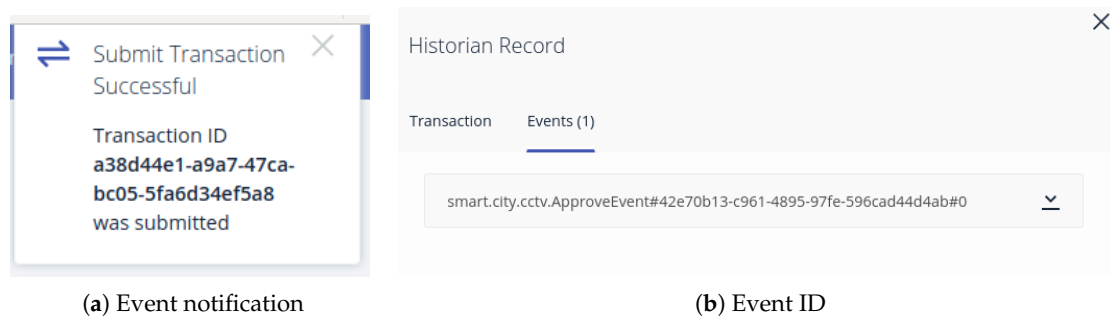 Submit Transaction
Successful
Transaction ID
a38d44e1-a9a7-47ca-
bc05-5fa6d34ef5a8
was submitted
(a) Event notification
Historian Record
Transaction Events (1)
smart.city.cctv.ApproveEvent#42e70b13-c961-4895-97fe-596cad44d4ab#0
(b) Event ID